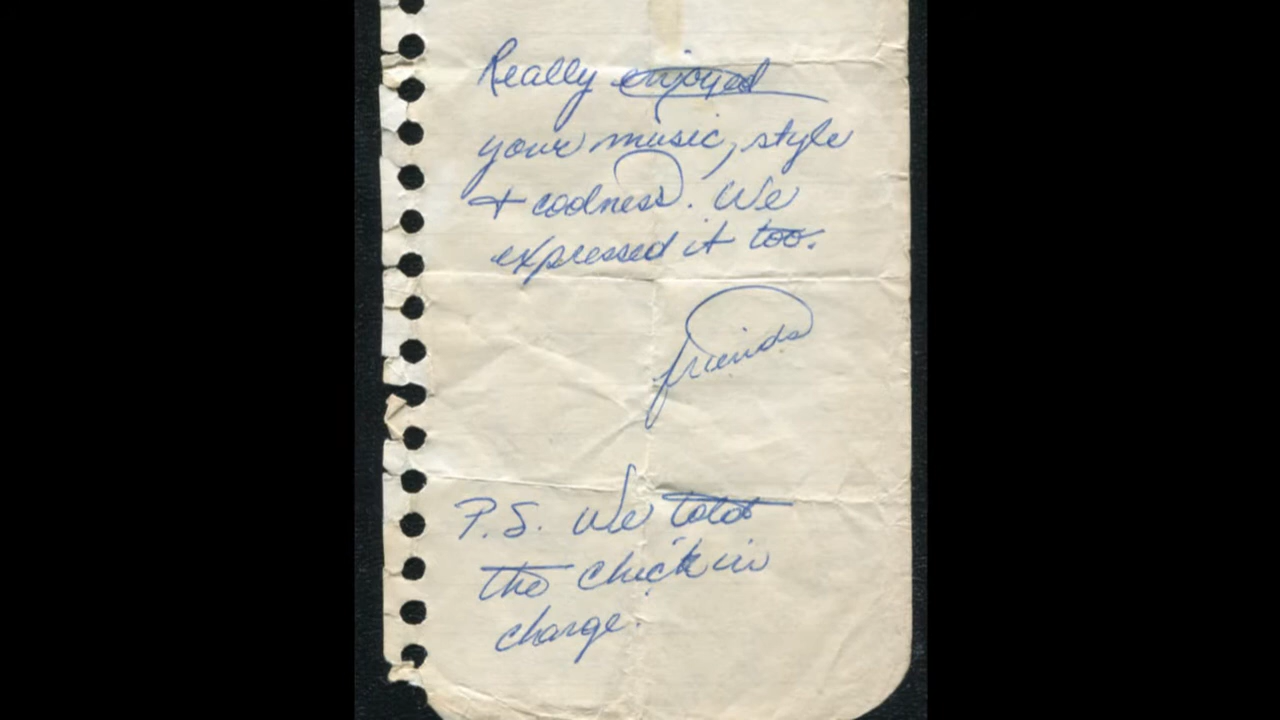 Really enjoyed
your music, style
+ coolness. We
expressed it too.
friends
P.S. We told
the chick in
charge.